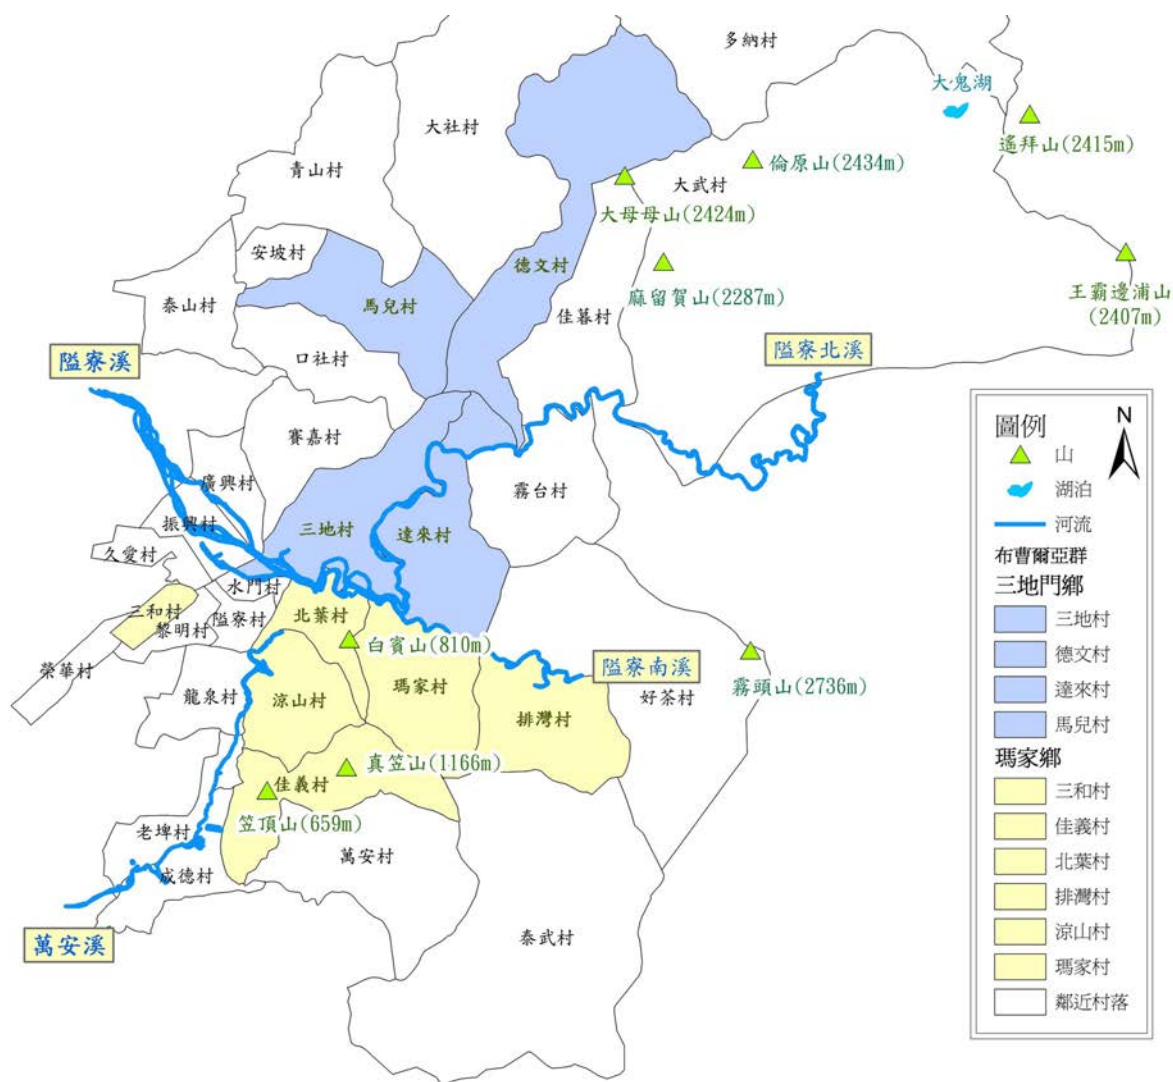 多納村
大鬼湖
大社村
遙拜山(2415m)
倫原山(2434m)
青山村
大武村
大母母山(2424m)
安坡村
德文村
麻留賀山(2287m)
王霸邊浦山
(2407m)
泰山村
馬兒村
佳暮村
隘寮溪
口社村
隘寮北溪
賽嘉村
廣興村
霧台村
振興村
三地村
達來村
久愛村
水門村
三和村
黎明村
隘寮村
北葉村
白賓山(810m)
榮華村
龍泉村
涼山村
瑪家村
隘寮南溪
霧頭山(2736m)
好茶村
排灣村
真笠山(1166m)
佳義村
笠頂山(659m)
老埤村
萬安村
成德村
萬安溪
泰武村
圖例
N
山
湖泊
河流
布曹爾亞群
三地門鄉
三地村
德文村
達來村
馬兒村
瑪家鄉
三和村
佳義村
北葉村
排灣村
涼山村
瑪家村
鄰近村落